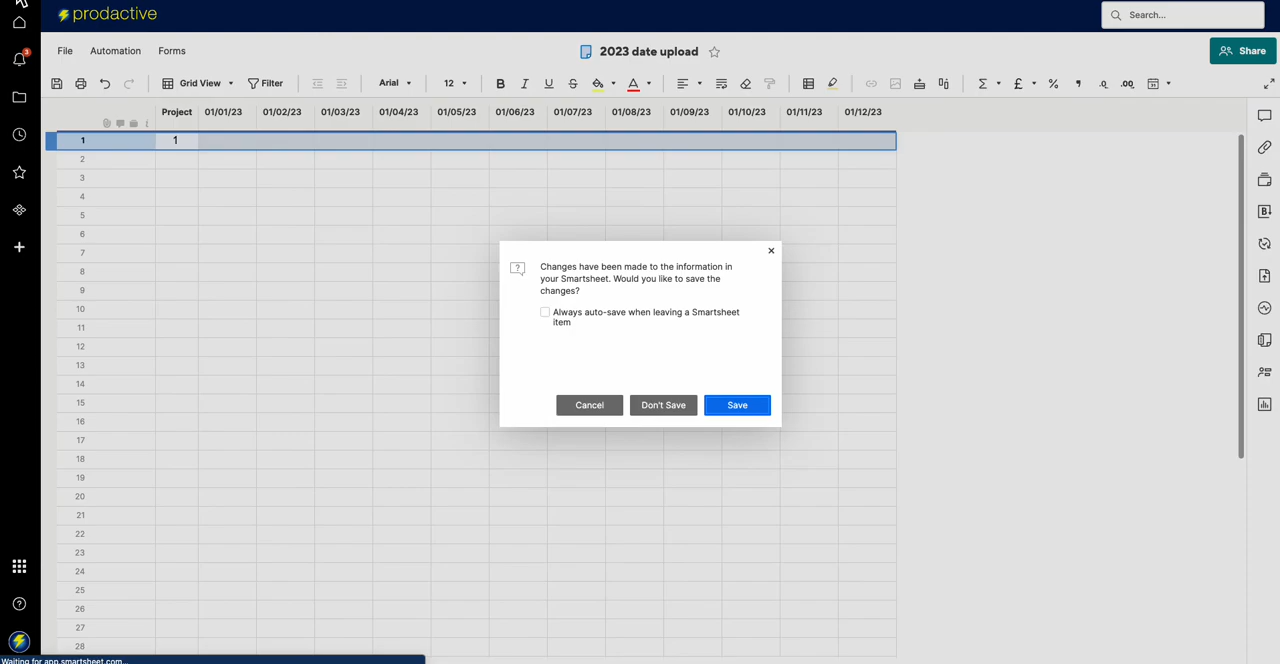 prodactive
Search...
File Automation Forms
2023 date upload
Share
3
Grid View Filter Arial 12 B I U S A Σ £ % , .0 .00
Project 01/01/23 01/02/23 01/03/23 01/04/23 01/05/23 01/06/23 01/07/23 01/08/23 01/09/23 01/10/23 01/11/23 01/12/23
1 1
2
3
4
5
6
7
8
9
10
11
12
13
14
15
16
17
18
19
20
21
22
23
24
25
26
27
28
Changes have been made to the information in
your Smartsheet. Would you like to save the
changes?
Always auto-save when leaving a Smartsheet
item
Cancel Don't Save Save
Waiting for app.smartsheet.com...